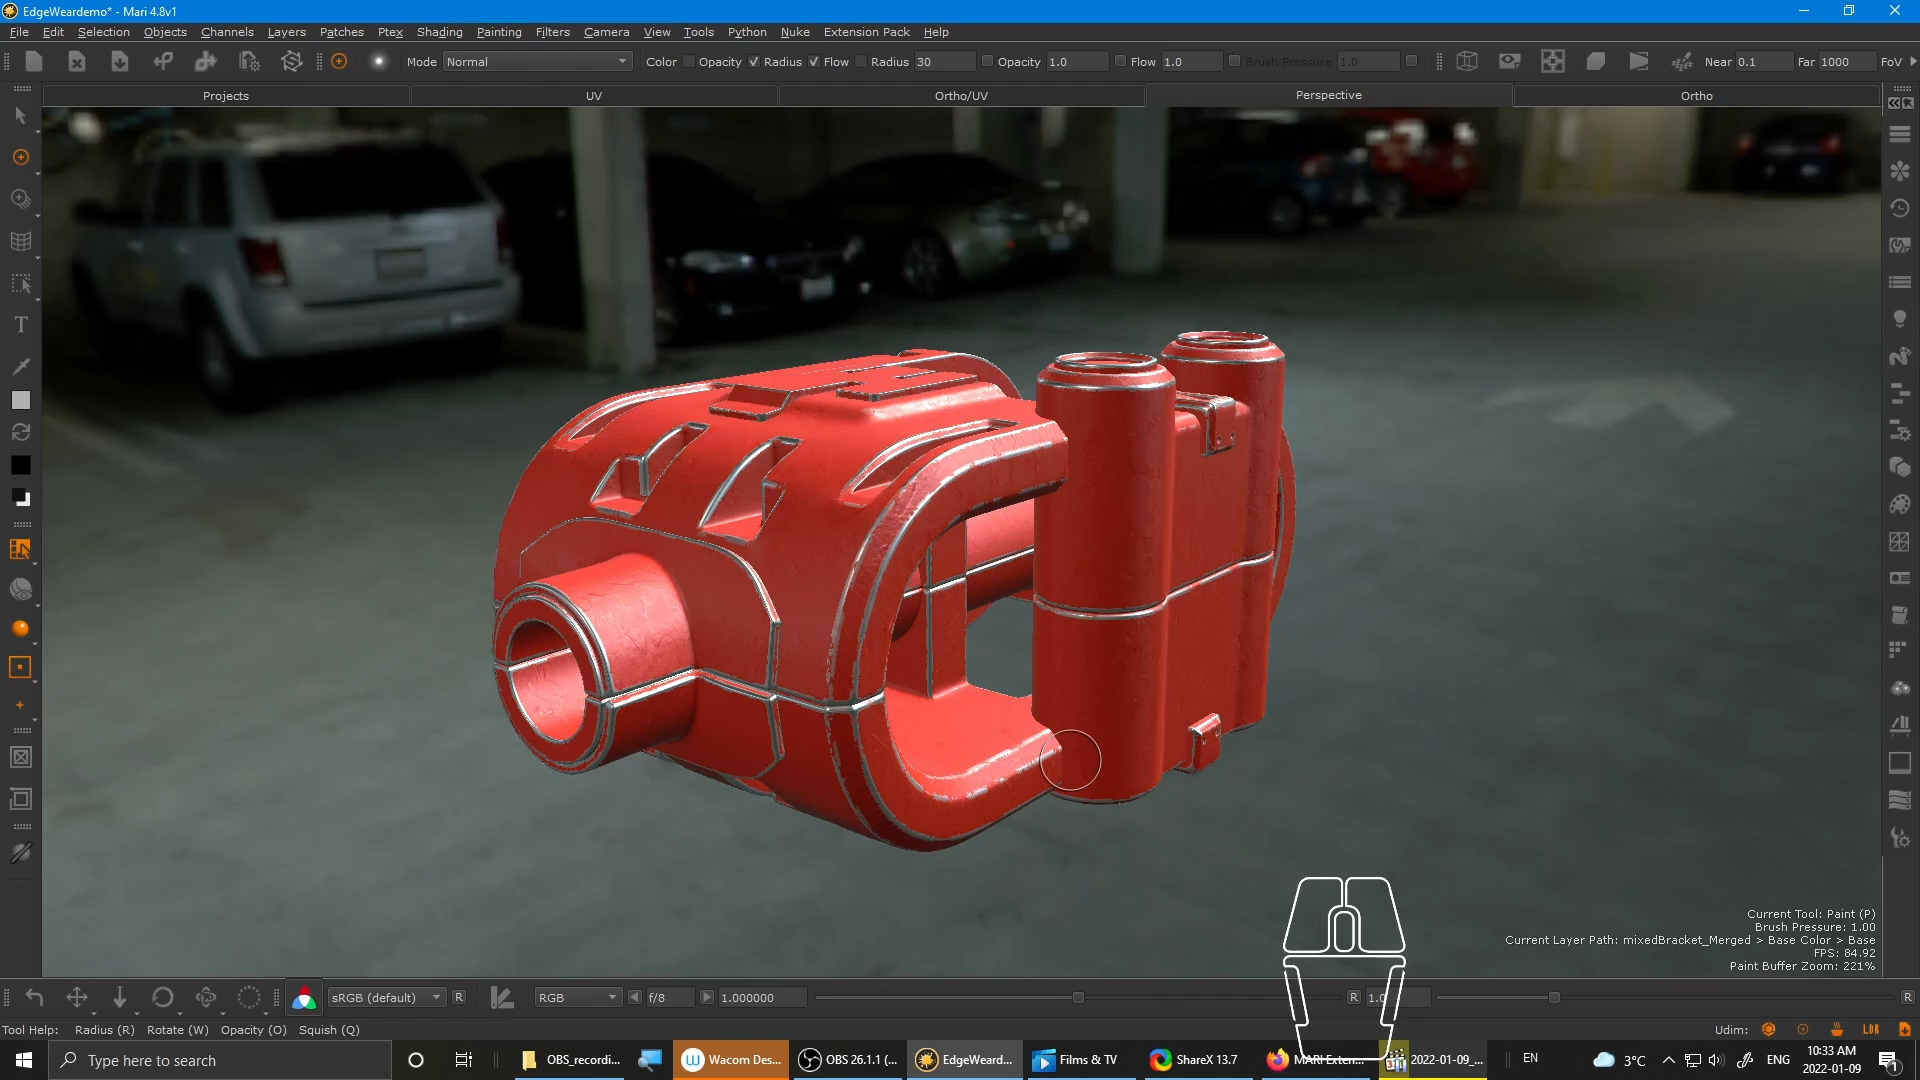 EdgeWeardemo* - Mari 4.8v1
File Edit Selection Objects Channels Layers Patches Ptex Shading Painting Filters Camera View Tools Python Nuke Extension Pack Help
Mode Normal Color Opacity Radius Flow Radius 30 Opacity 1.0 Flow 1.0 Brush Pressure 1.0 Near 0.1 Far 1000 FoV
Projects UV Ortho/UV Perspective Ortho
Current Tool: Paint (P)
Brush Pressure: 1.00
Current Layer Path: mixedBracket_Merged > Base Color > Base
FPS: 84.92
Paint Buffer Zoom: 221%
sRGB (default) R RGB f/8 1.000000 R 1.0 R
Tool Help: Radius (R) Rotate (W) Opacity (O) Squish (Q) Udim: LDR
Type here to search OBS_recordi... Wacom Des... OBS 26.1.1 (... EdgeWeard... Films & TV ShareX 13.7 MARI Exten... 2022-01-09_... EN 3°C ENG 10:33 AM
2022-01-09 1